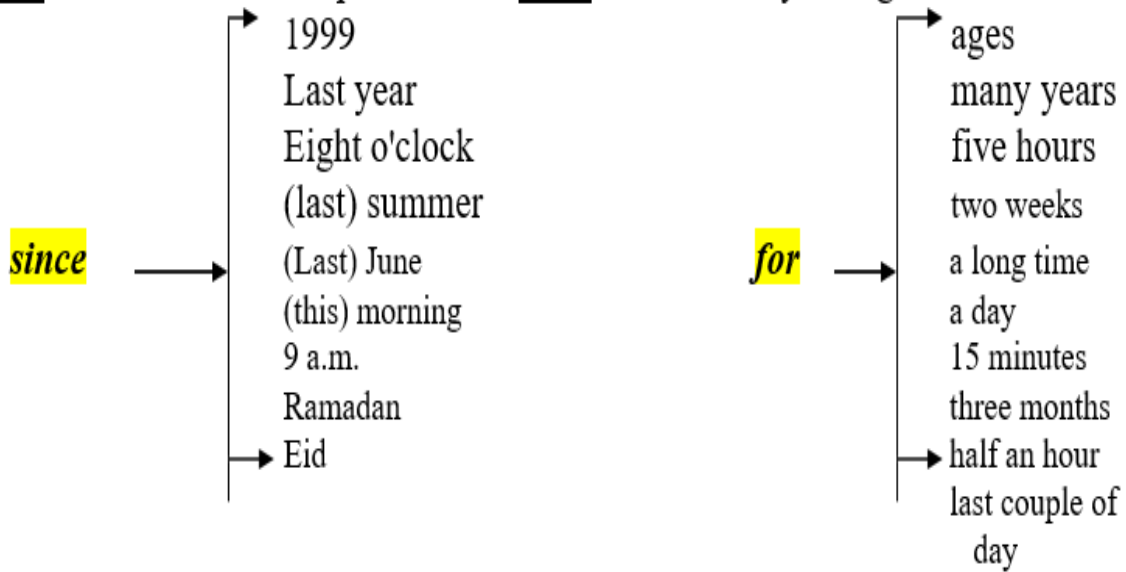 since
1999
Last year
Eight o'clock
(last) summer
(Last) June
(this) morning
9 a.m.
Ramadan
Eid
for
ages
many years
five hours
two weeks
a long time
a day
15 minutes
three months
half an hour
last couple of
day